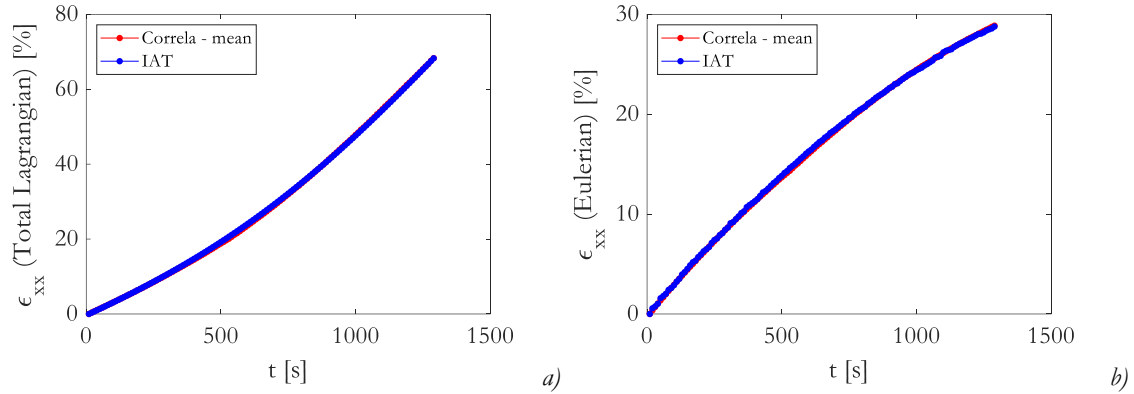 80
60
40
20
0
ϵxx (Total Lagrangian) [%]
Correla - mean
IAT
0 500 1000 1500
t [s]
a)
30
20
10
0
ϵxx (Eulerian) [%]
Correla - mean
IAT
0 500 1000 1500
t [s]
b)